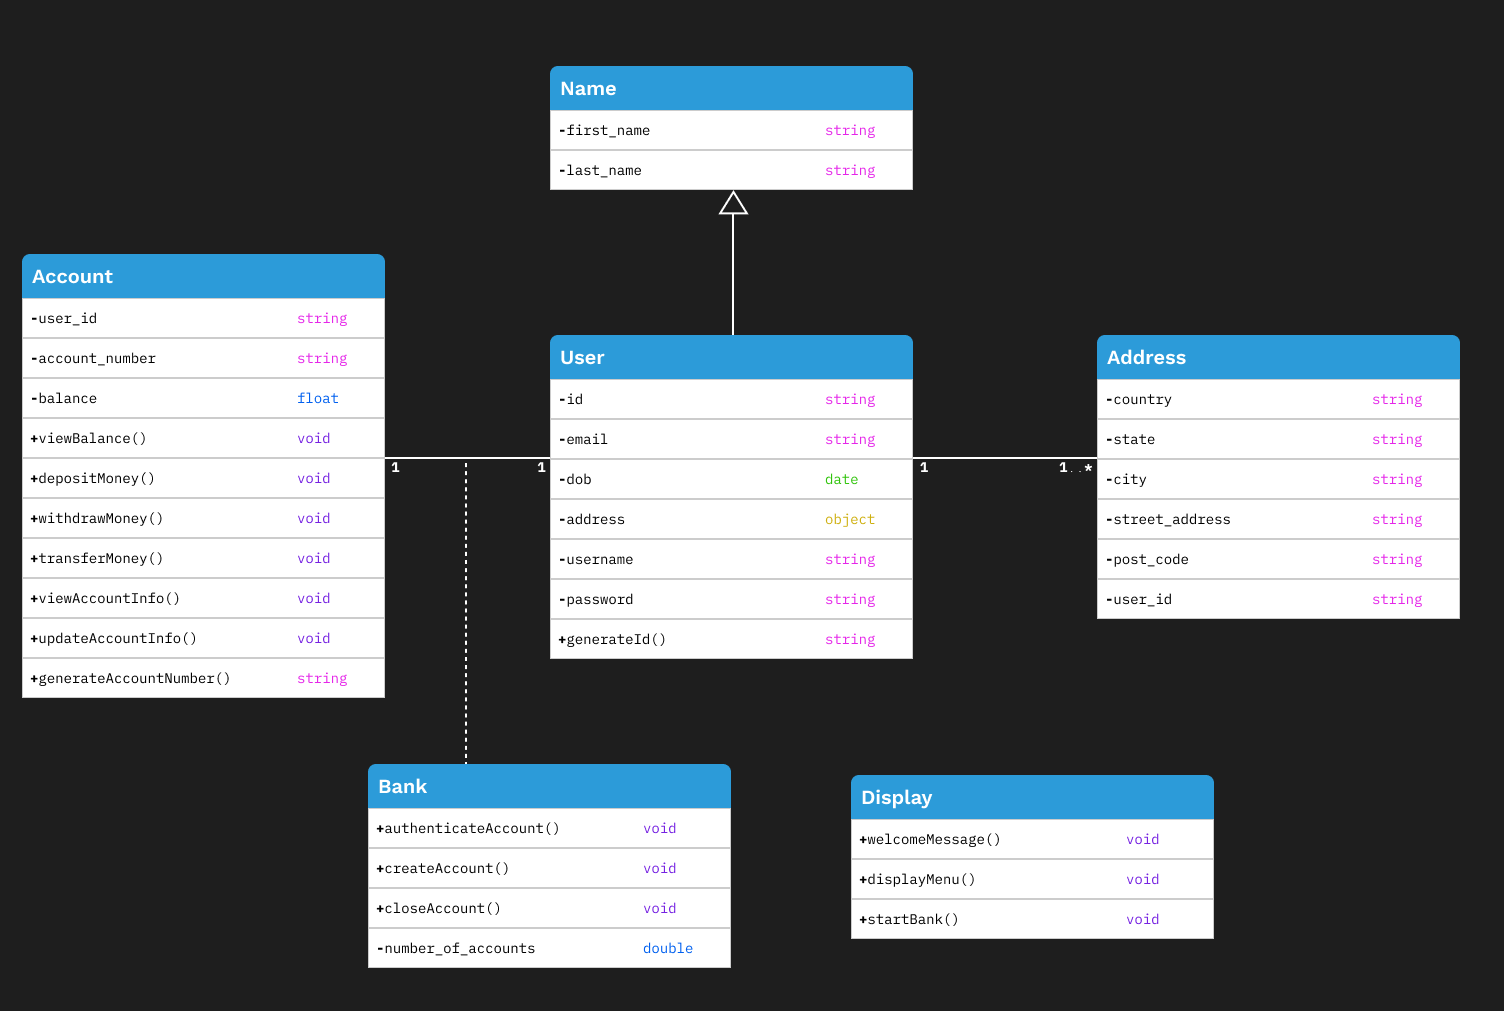 Name
-first_name string
-last_name string
Account
-user_id string
-account_number string
-balance float
+viewBalance() void
+depositMoney() void
+withdrawMoney() void
+transferMoney() void
+viewAccountInfo() void
+updateAccountInfo() void
+generateAccountNumber() string
1 1
User
-id string
-email string
-dob date
-address object
-username string
-password string
+generateId() string
1 1..*
Address
-country string
-state string
-city string
-street_address string
-post_code string
-user_id string
Bank
+authenticateAccount() void
+createAccount() void
+closeAccount() void
-number_of_accounts double
Display
+welcomeMessage() void
+displayMenu() void
+startBank() void